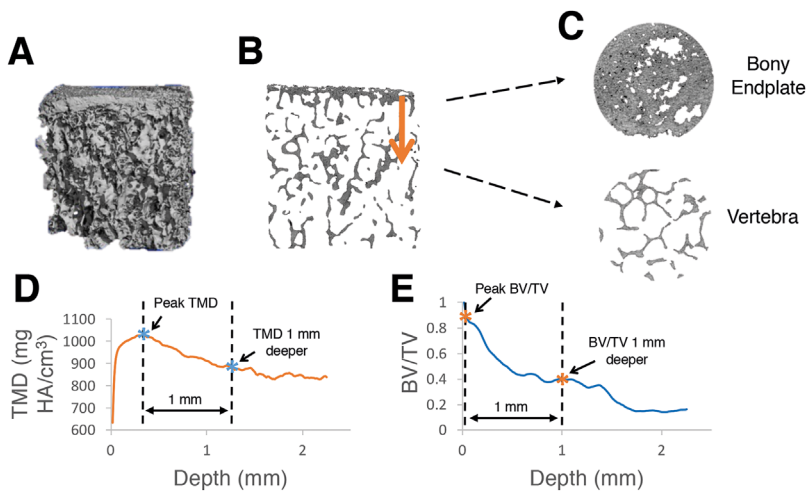 A
B
C
Bony
Endplate
Vertebra
D
Peak TMD
TMD 1 mm
deeper
1 mm
TMD (mg
HA/cm³)
1100
1000
900
800
700
600
0
1
2
Depth (mm)
E
Peak BV/TV
BV/TV 1 mm
deeper
1 mm
BV/TV
1
0.8
0.6
0.4
0.2
0
0
1
2
Depth (mm)